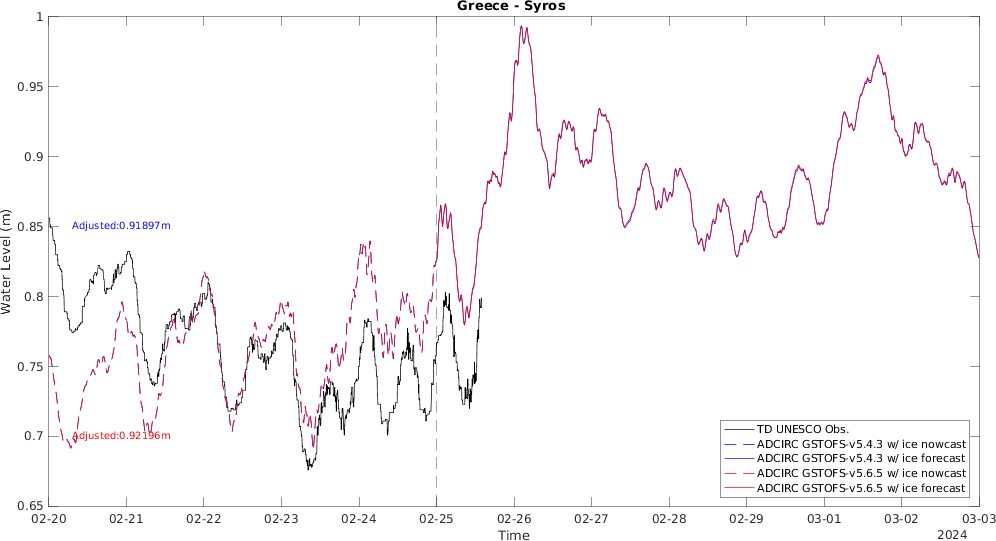 Greece - Syros
1
0.95
0.9
0.85
0.8
0.75
0.7
0.65
Water Level (m)
Adjusted:0.91897m
Adjusted:0.92196m
TD UNESCO Obs.
ADCIRC GSTOFS-v5.4.3 w/ ice nowcast
ADCIRC GSTOFS-v5.4.3 w/ ice forecast
ADCIRC GSTOFS-v5.6.5 w/ ice nowcast
ADCIRC GSTOFS-v5.6.5 w/ ice forecast
02-20 02-21 02-22 02-23 02-24 02-25 02-26 02-27 02-28 02-29 03-01 03-02 03-03
Time
2024